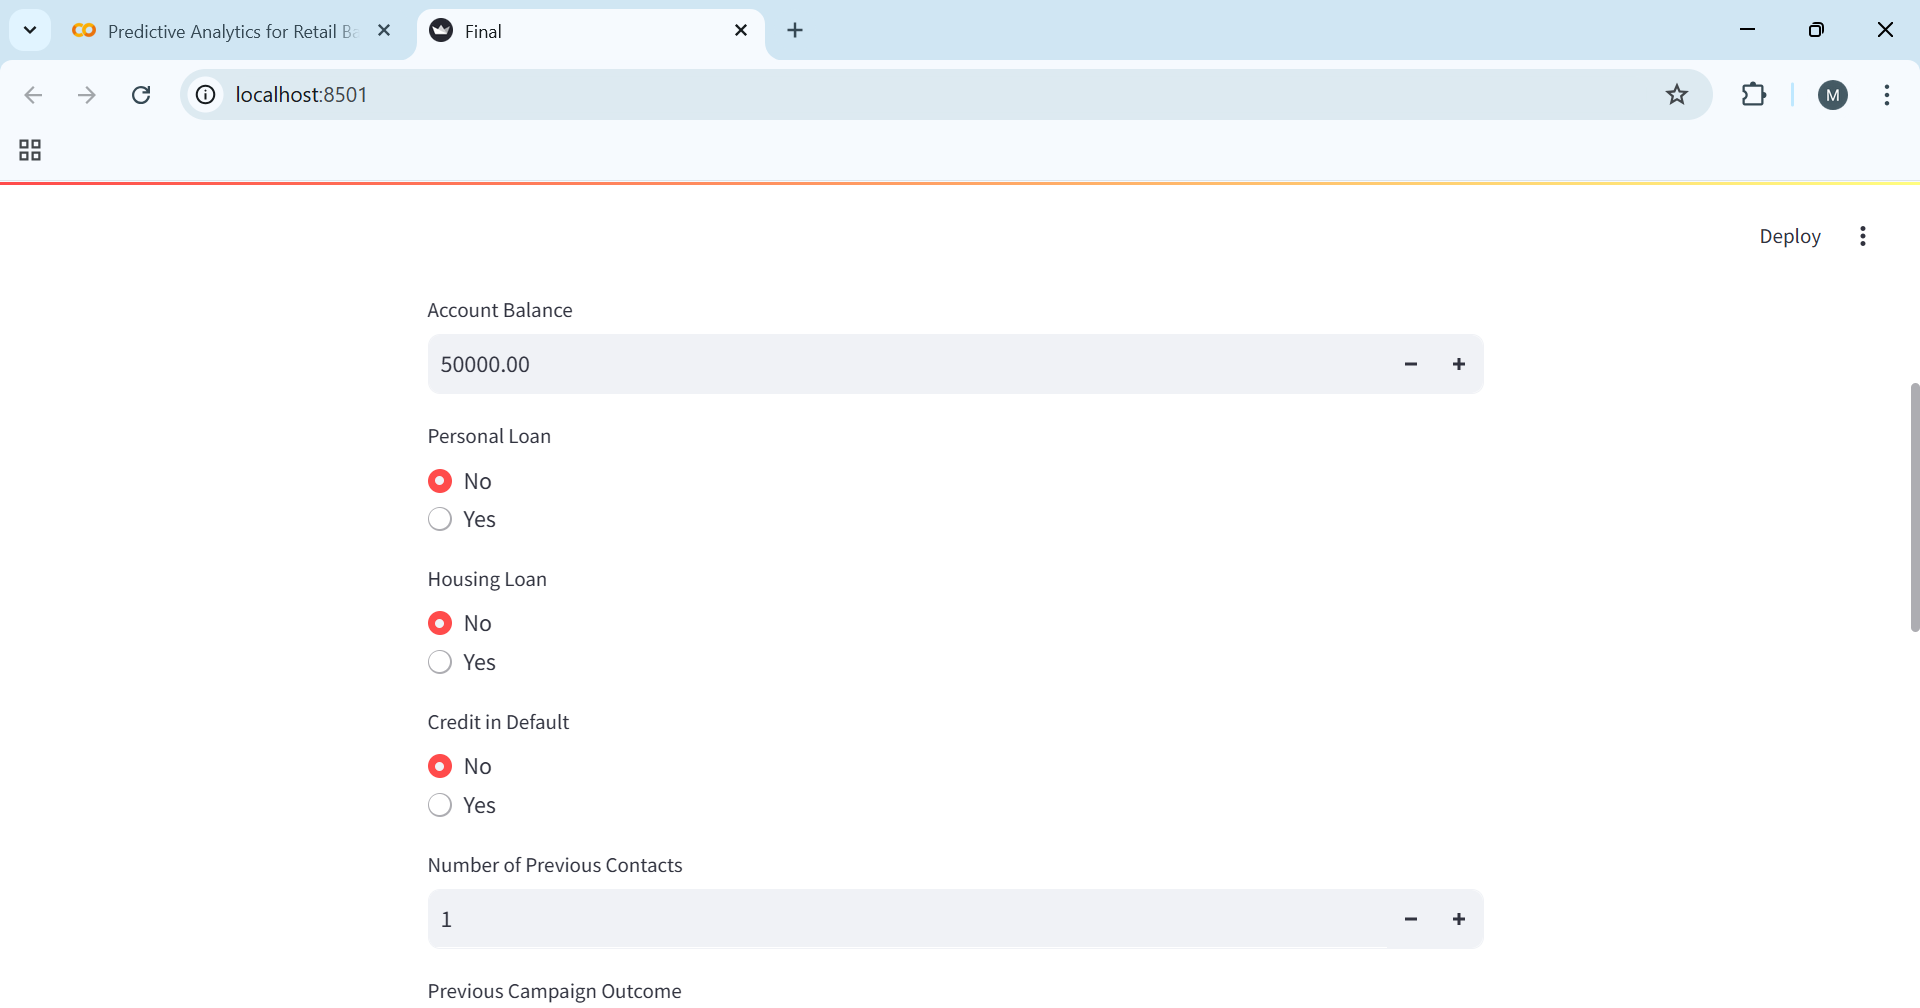 Predictive Analytics for Retail Ba
Final
localhost:8501
M
Deploy
Account Balance
50000.00
Personal Loan
No
Yes
Housing Loan
No
Yes
Credit in Default
No
Yes
Number of Previous Contacts
1
Previous Campaign Outcome